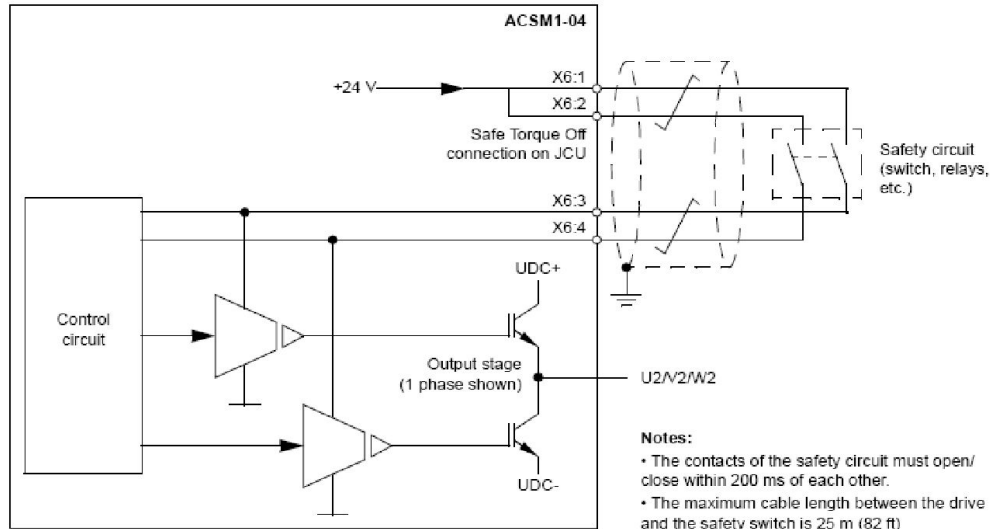 ACSM1-04
X6:1
+24 V
X6:2
Safe Torque Off
connection on JCU
Safety circuit
(switch, relays,
etc.)
X6:3
X6:4
UDC+
Control
circuit
Output stage
(1 phase shown)
U2/V2/W2
UDC-
Notes:
• The contacts of the safety circuit must open/
close within 200 ms of each other.
• The maximum cable length between the drive
and the safety switch is 25 m (82 ft)